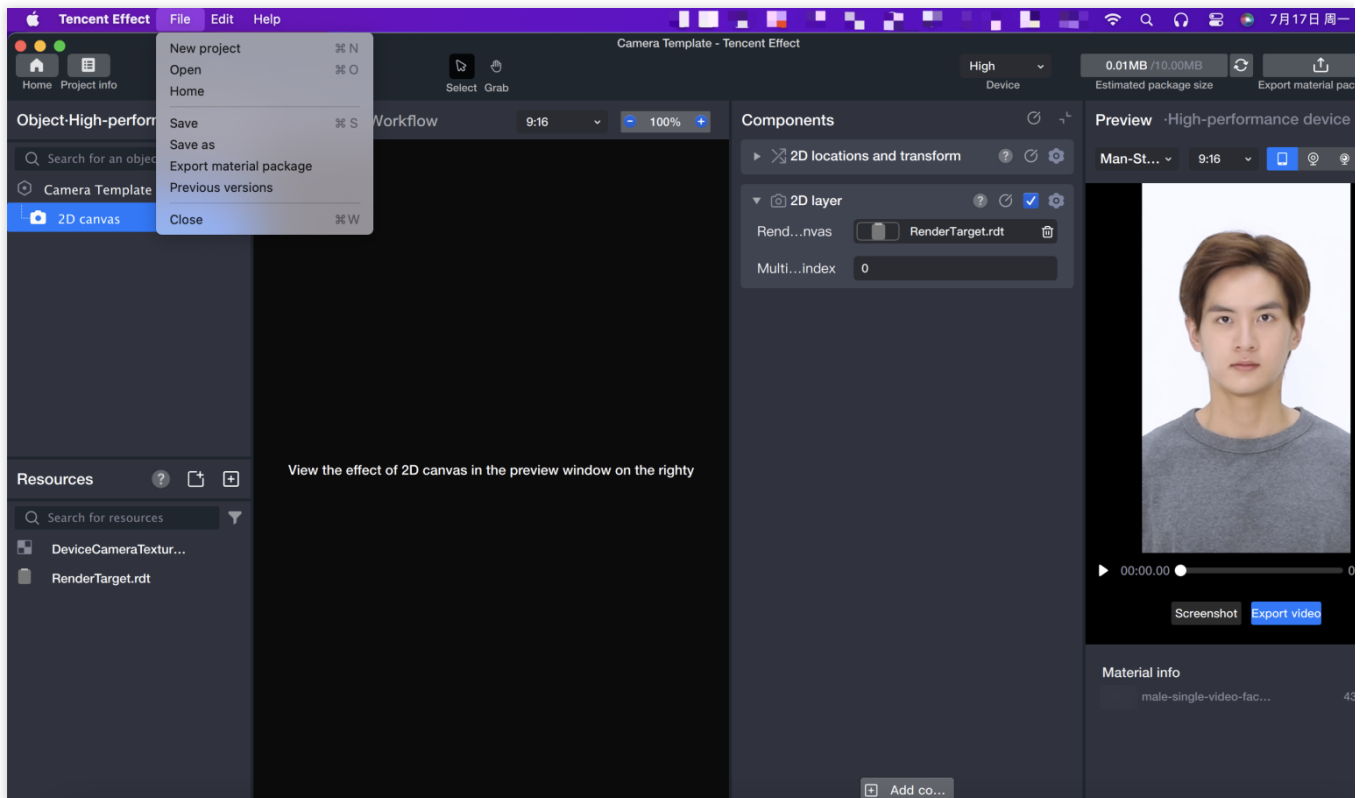 Tencent Effect File Edit Help 7月17日 周一
Camera Template - Tencent Effect
New project ⌘ N
Open ⌘ O
Home
Save ⌘ S
Save as
Export material package
Previous versions
Close ⌘ W
Home Project info
Select Grab
High
Device
0.01MB /10.00MB
Estimated package size
Export material pac
Object·High-perforr
Search for an objec
Camera Template
2D canvas
Workflow 9:16 100%
View the effect of 2D canvas in the preview window on the righty
Resources
Search for resources
DeviceCameraTextur...
RenderTarget.rdt
Components
2D locations and transform
2D layer
Rend...nvas RenderTarget.rdt
Multi...index 0
Add co...
Preview ·High-performance device
Man-St... 9:16
00:00.00 0
Screenshot Export video
Material info
male-single-video-fac... 43